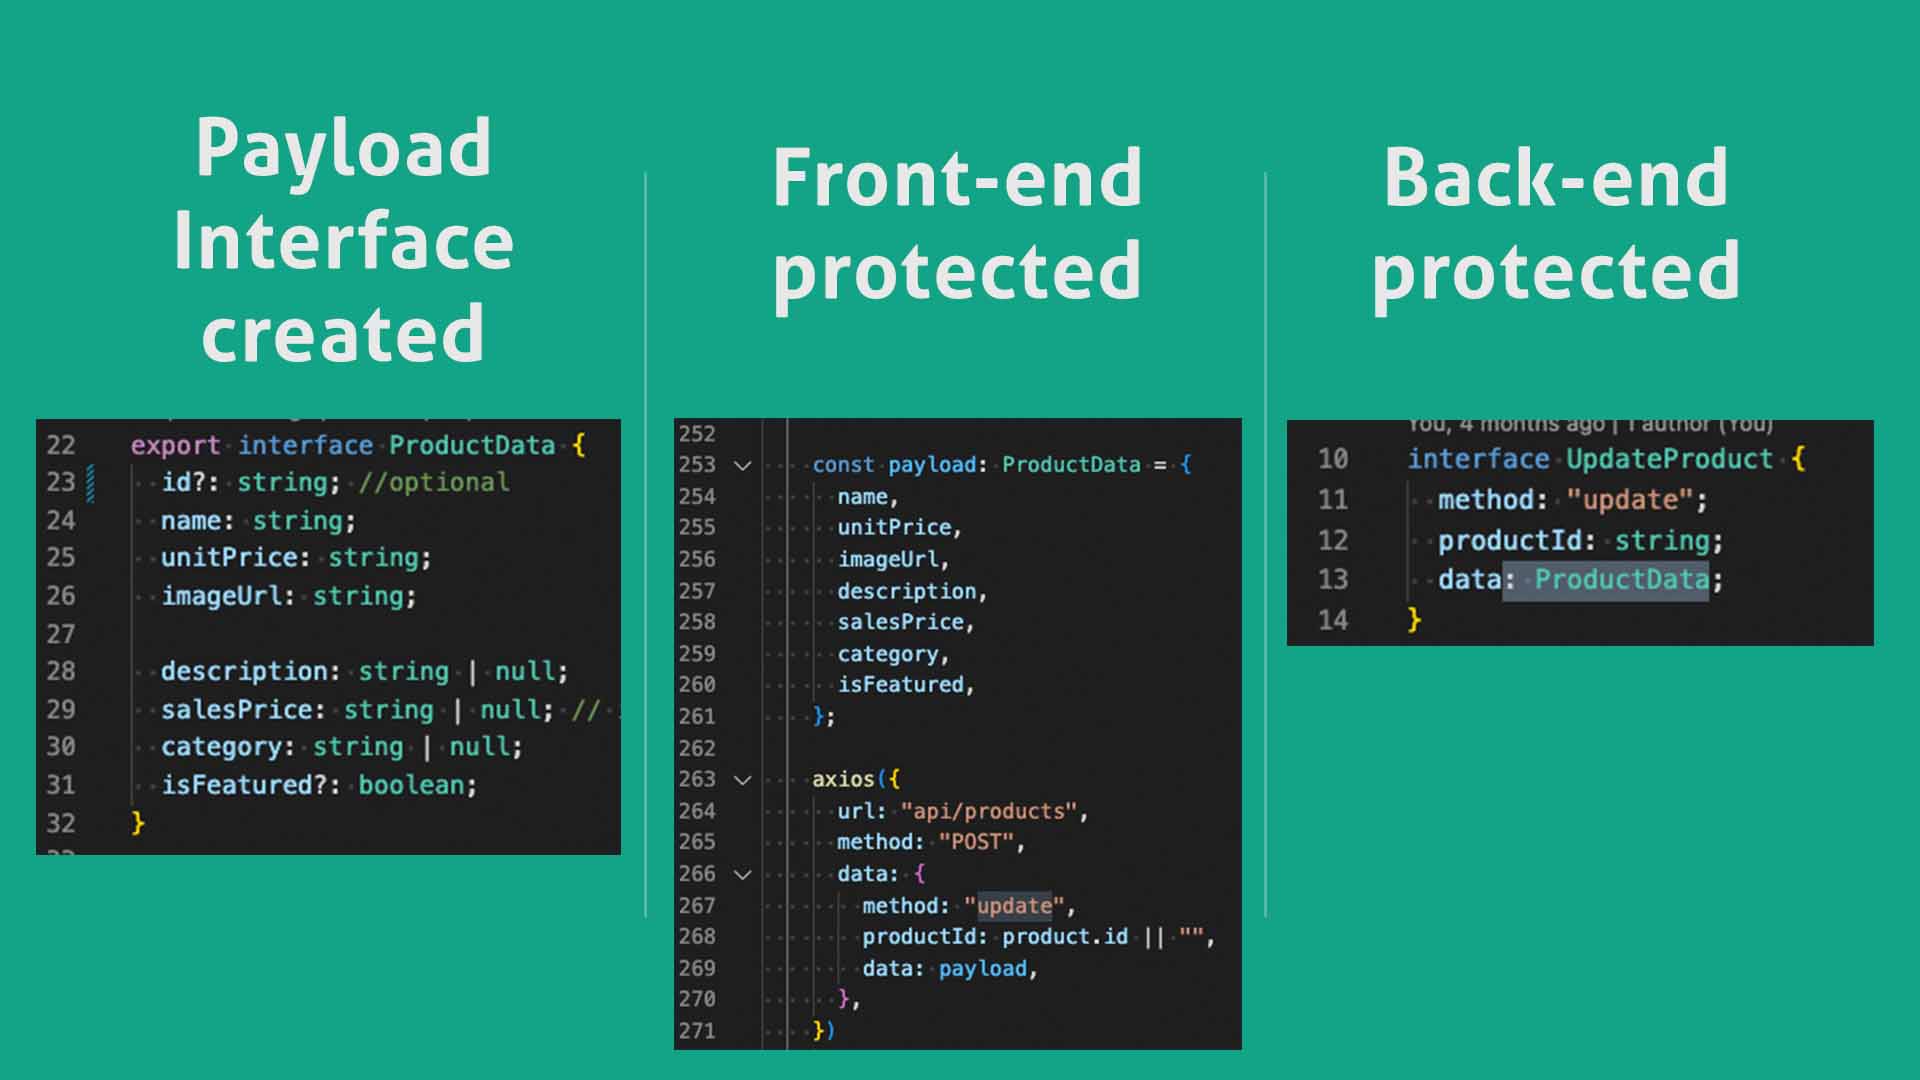 Payload
Interface
created
Front-end
protected
Back-end
protected
22 export interface ProductData {
23 id?: string; //optional
24 name: string;
25 unitPrice: string;
26 imageUrl: string;
27
28 description: string | null;
29 salesPrice: string | null; //
30 category: string | null;
31 isFeatured?: boolean;
32 }
252
253 const payload: ProductData = {
254 name,
255 unitPrice,
256 imageUrl,
257 description,
258 salesPrice,
259 category,
260 isFeatured,
261 };
262
263 axios({
264 url: "api/products",
265 method: "POST",
266 data: {
267 method: "update",
268 productId: product.id || "",
269 data: payload,
270 },
271 })
You, 4 months ago | 1 author (You)
10 interface UpdateProduct {
11 method: "update";
12 productId: string;
13 data: ProductData;
14 }